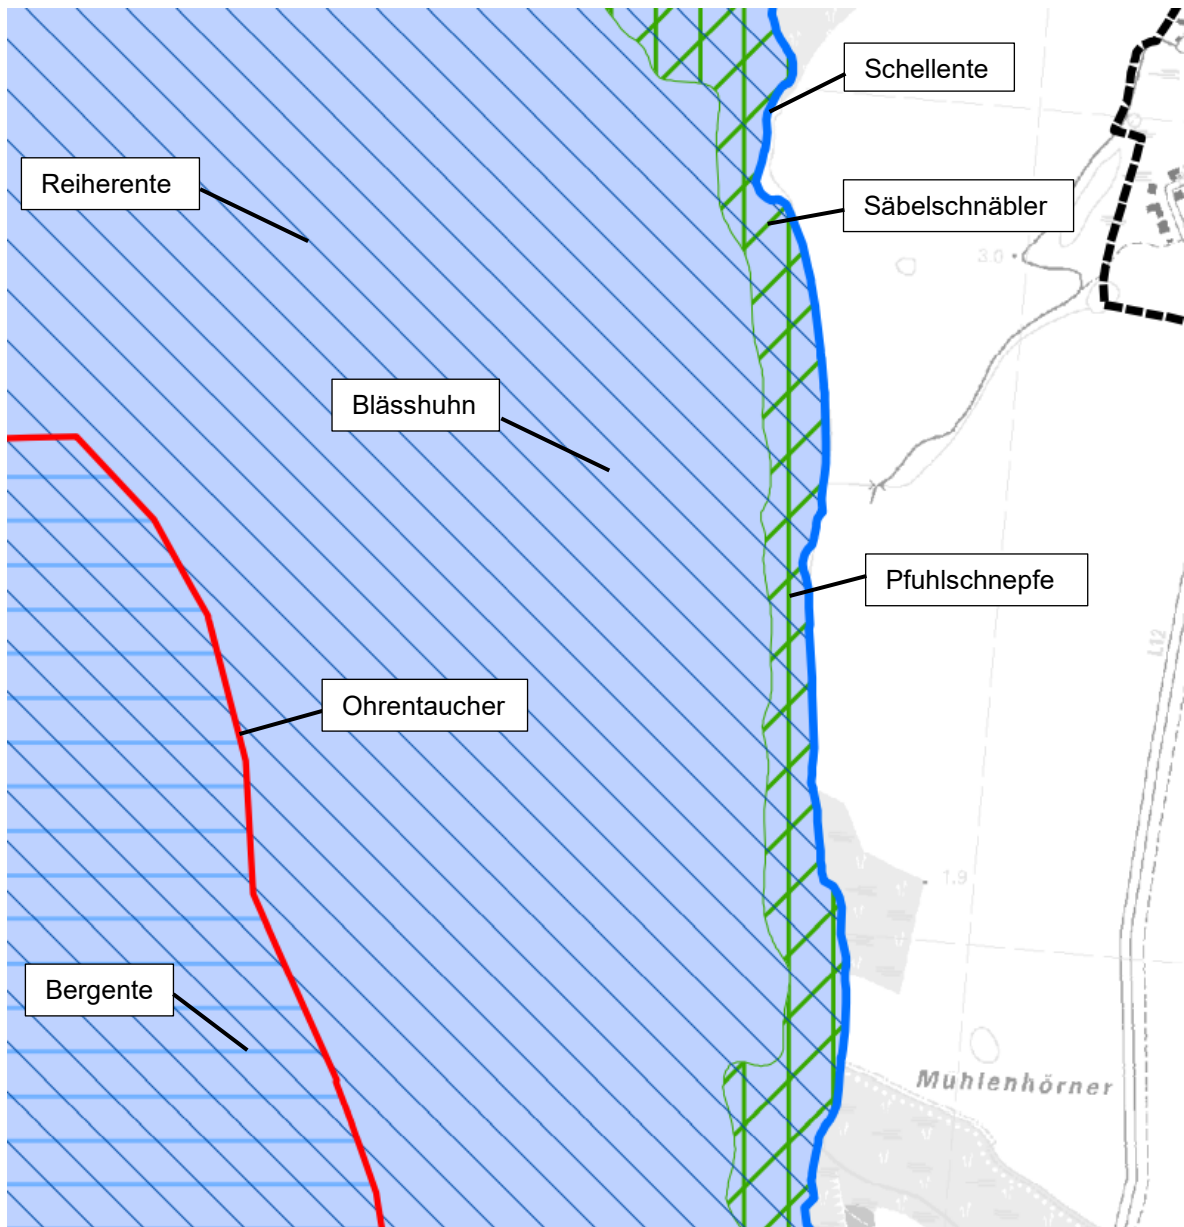 Schellente
Reiherente
Säbelschnäbler
3.0
Blässhuhn
Pfuhlschnepfe
L12
Ohrentaucher
1.9
Bergente
Muhlenhörner